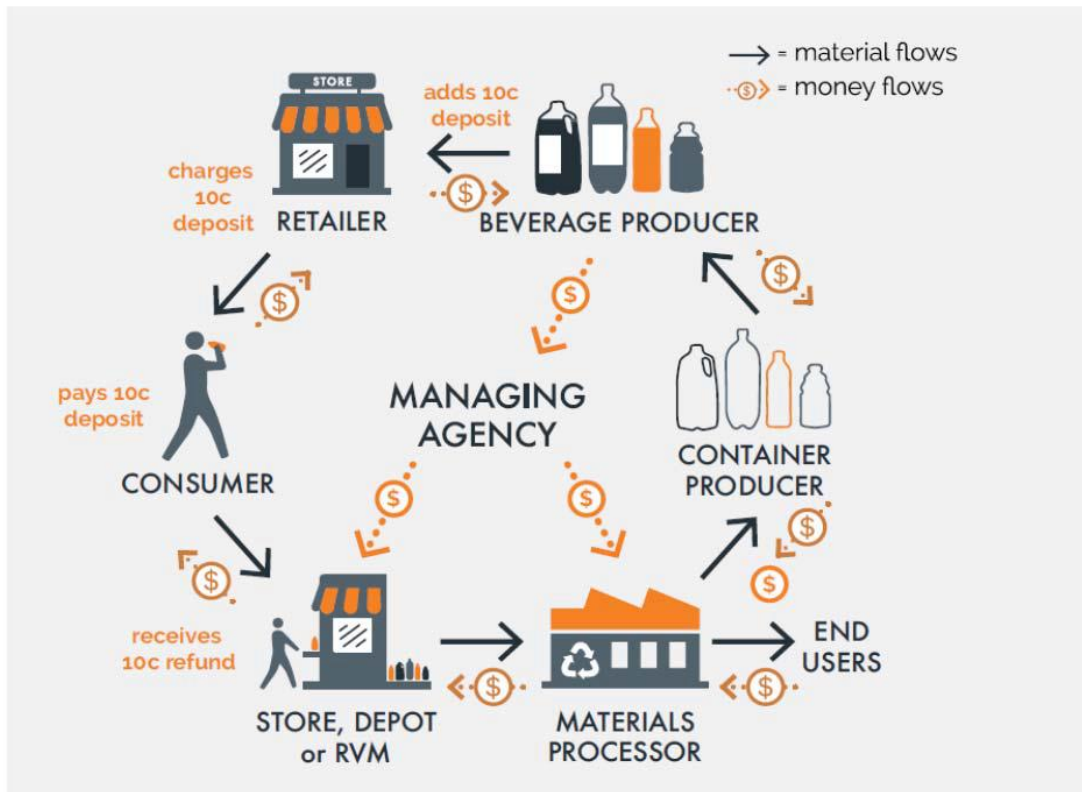 = material flows
$ = money flows
STORE
adds 10c
deposit
charges
10c
deposit
RETAILER
$
BEVERAGE PRODUCER
$
$
$
pays 10c
deposit
CONSUMER
MANAGING
AGENCY
CONTAINER
PRODUCER
$
$
$
$
$
receives
10c refund
END
USERS
$
$
STORE, DEPOT
or RVM
MATERIALS
PROCESSOR